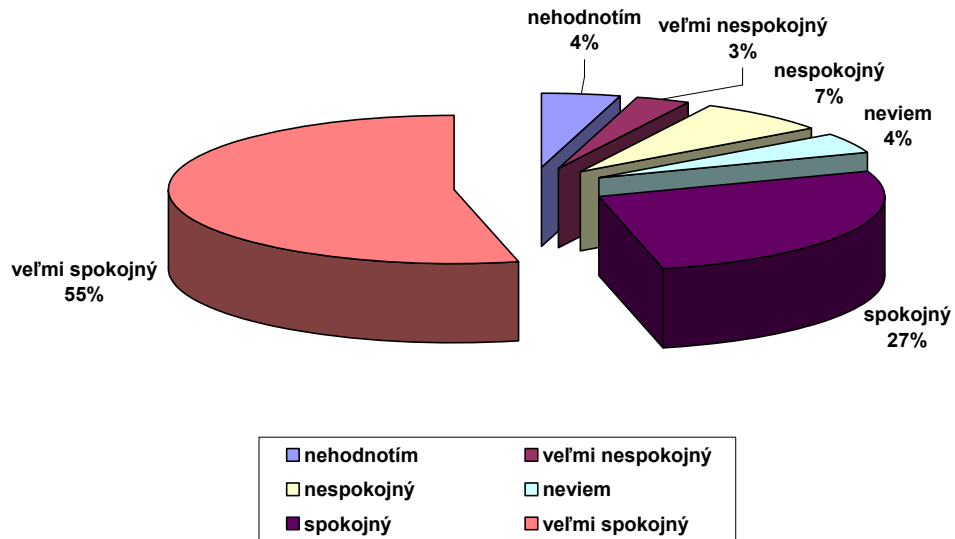 nehodnotím
4%
veľmi nespokojný
3%
nespokojný
7%
neviem
4%
veľmi spokojný
55%
spokojný
27%
nehodnotím
veľmi nespokojný
nespokojný
neviem
spokojný
veľmi spokojný